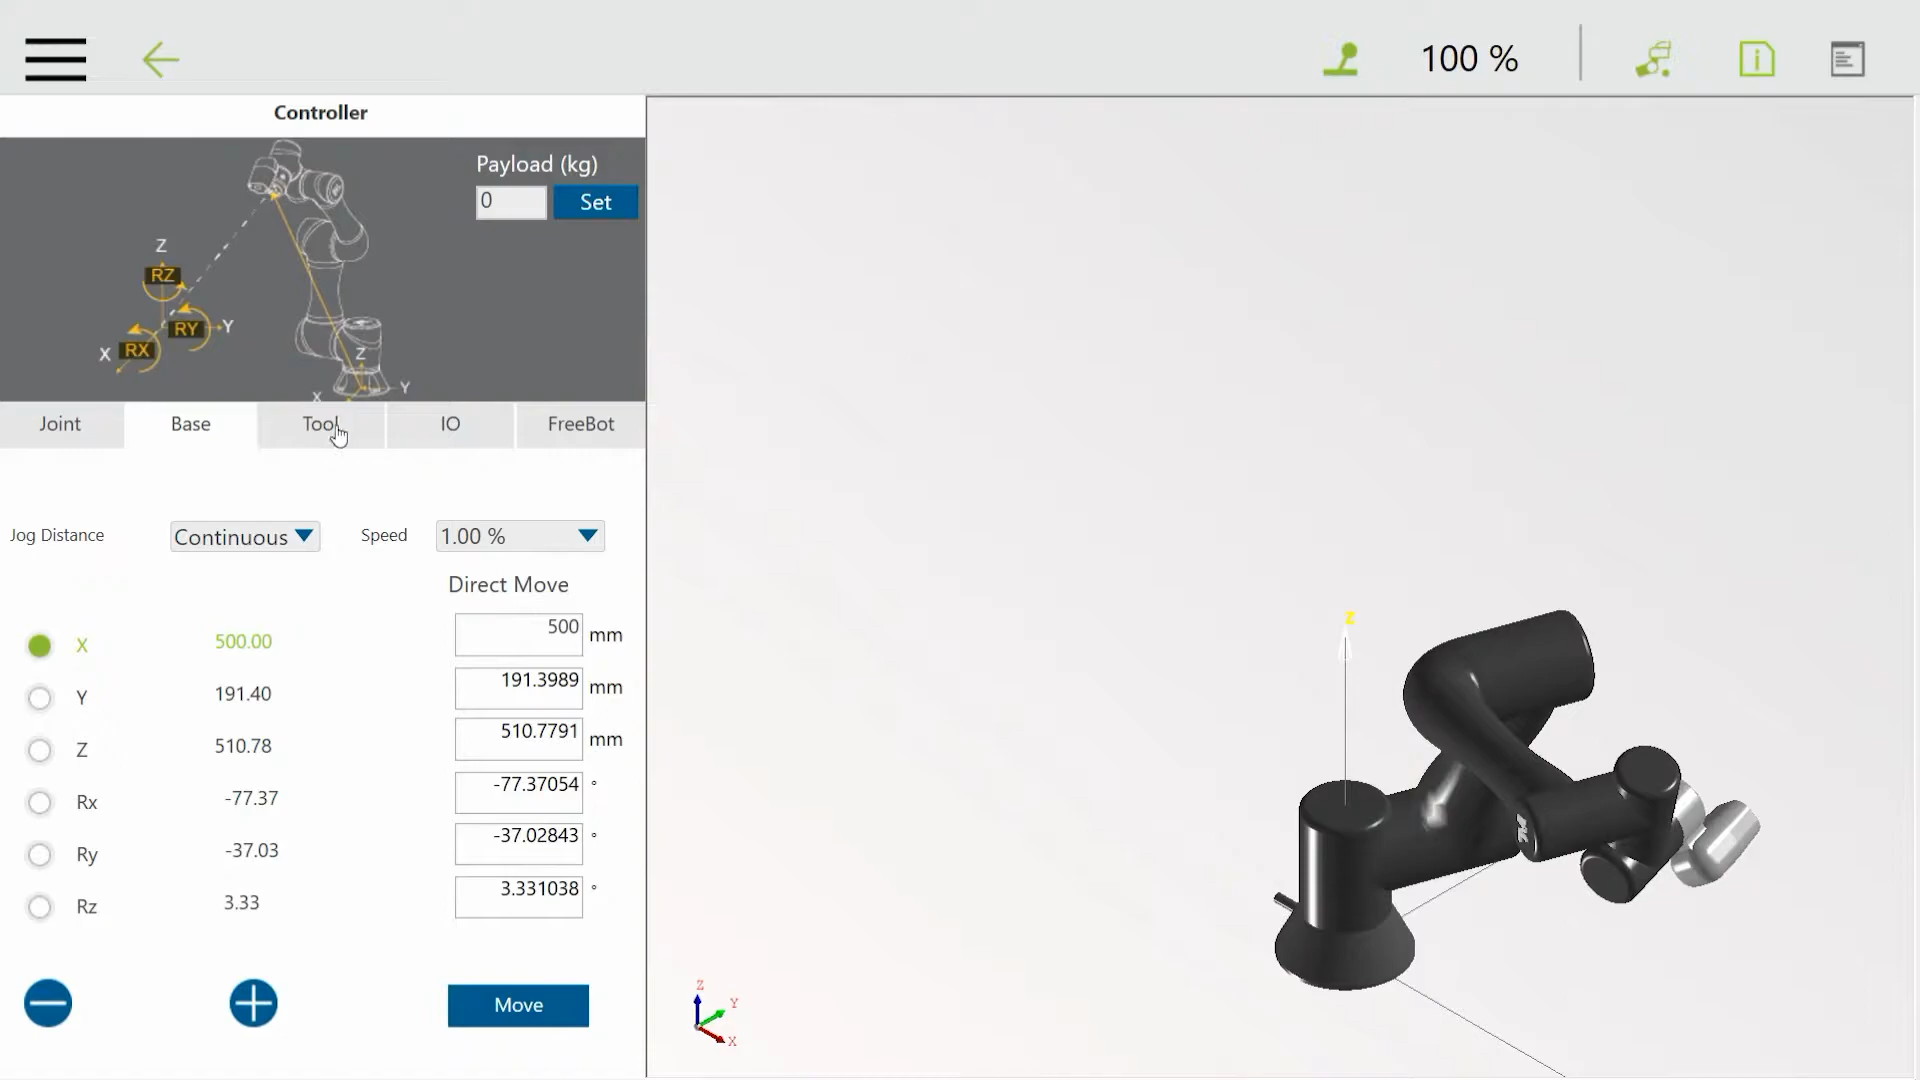 100 %
Controller
Payload (kg)
0 Set
Z
RZ
RY Y
X RX
Z
Y
X
Joint Base Tool IO FreeBot
Jog Distance Continuous Speed 1.00 %
Direct Move
X 500.00 500 mm
Y 191.40 191.3989 mm
Z 510.78 510.7791 mm
Rx -77.37 -77.37054 °
Ry -37.03 -37.02843 °
Rz 3.33 3.331038 °
Move
Z
Z
Y
X